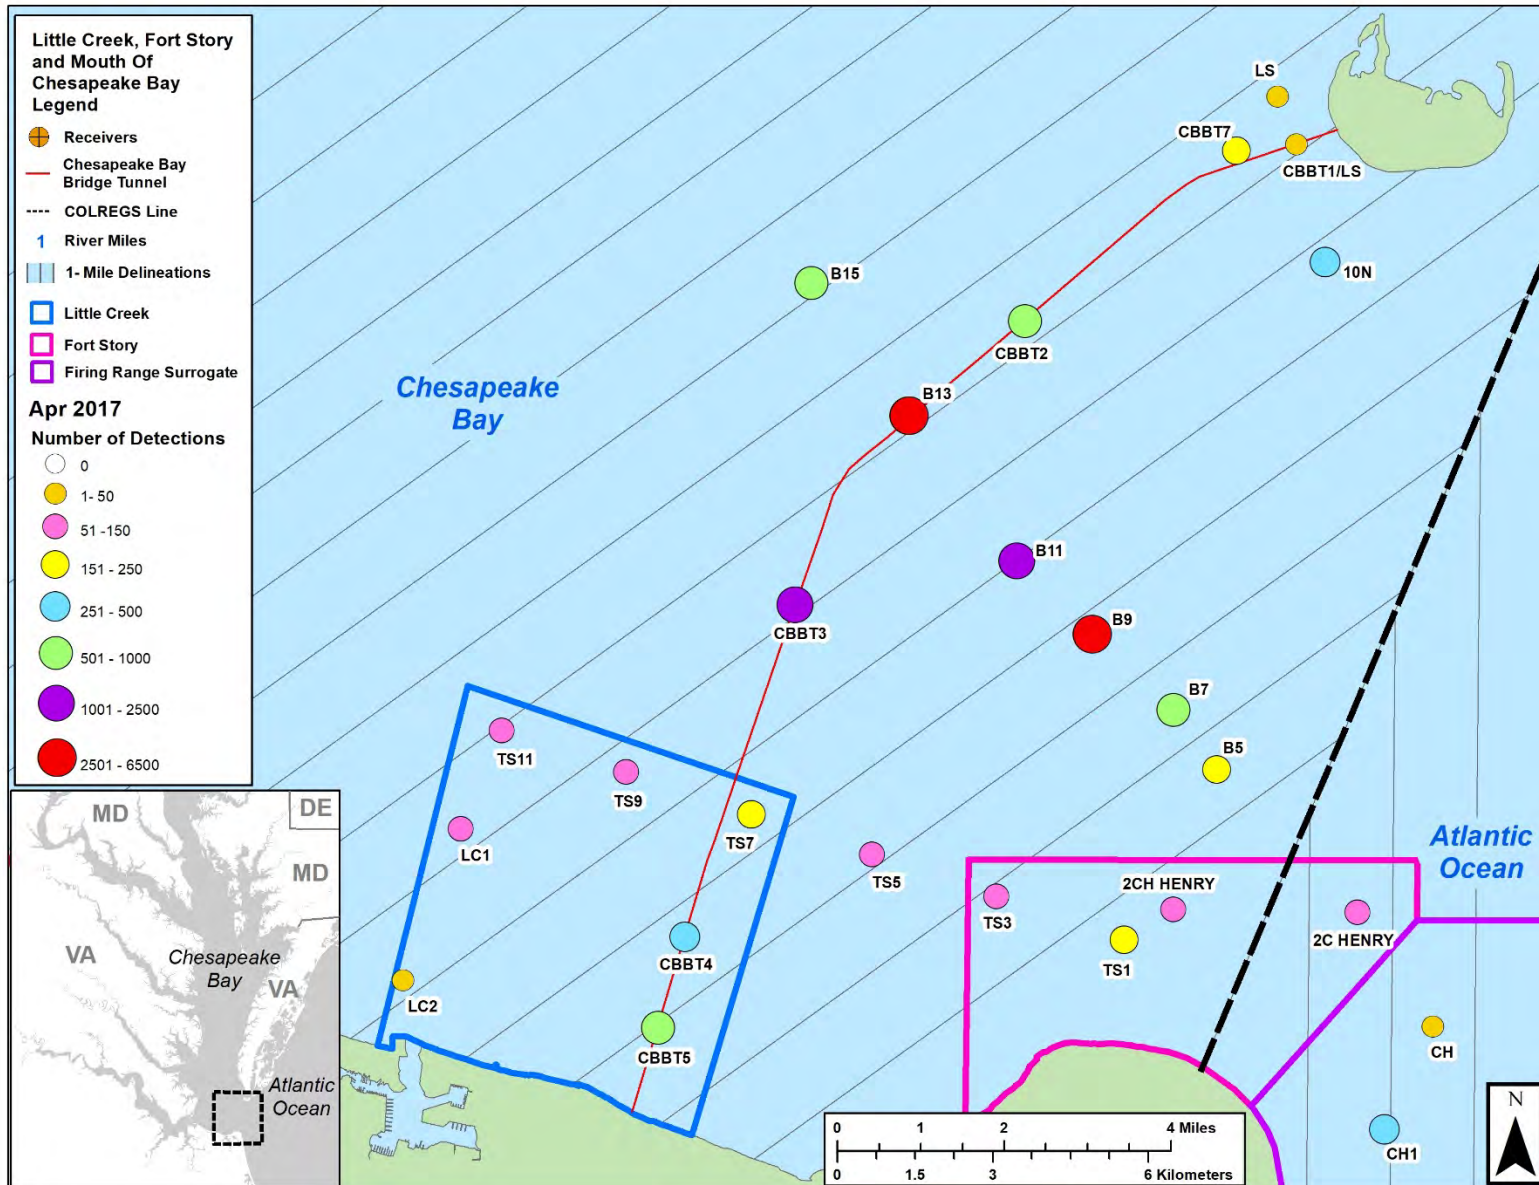 Little Creek, Fort Story
and Mouth Of
Chesapeake Bay
Legend
Receivers
Chesapeake Bay
Bridge Tunnel
COLREGS Line
1 River Miles
1- Mile Delineations
Little Creek
Fort Story
Firing Range Surrogate
Apr 2017
Number of Detections
0
1- 50
51 -150
151 - 250
251 - 500
501 - 1000
1001 - 2500
2501 - 6500
LS
CBBT7
CBBT1/LS
10N
B15
CBBT2
Chesapeake
Bay
B13
B11
CBBT3
B9
B7
B5
TS11
TS9
TS7
LC1
TS5
Atlantic
Ocean
TS3
2CH HENRY
2C HENRY
TS1
CBBT4
LC2
CBBT5
CH
CH1
MD
DE
MD
VA
Chesapeake
Bay
VA
Atlantic
Ocean
0 1 2 4 Miles
0 1.5 3 6 Kilometers
N